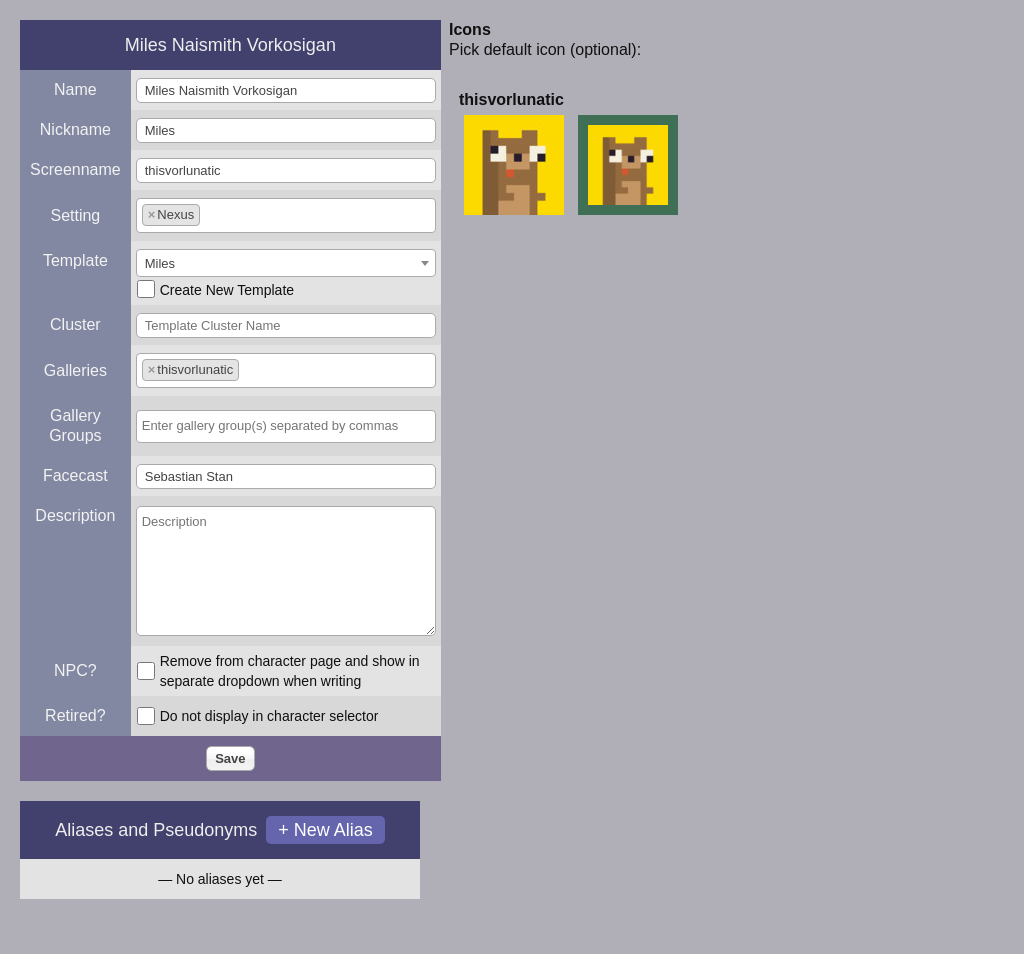 Miles Naismith Vorkosigan
Name
Miles Naismith Vorkosigan
Nickname
Miles
Screenname
thisvorlunatic
Setting
×Nexus
Template
Miles
Create New Template
Cluster
Template Cluster Name
Galleries
×thisvorlunatic
Gallery
Groups
Enter gallery group(s) separated by commas
Facecast
Sebastian Stan
Description
Description
NPC?
Remove from character page and show in
separate dropdown when writing
Retired?
Do not display in character selector
Save
Aliases and Pseudonyms + New Alias
— No aliases yet —
Icons
Pick default icon (optional):
thisvorlunatic